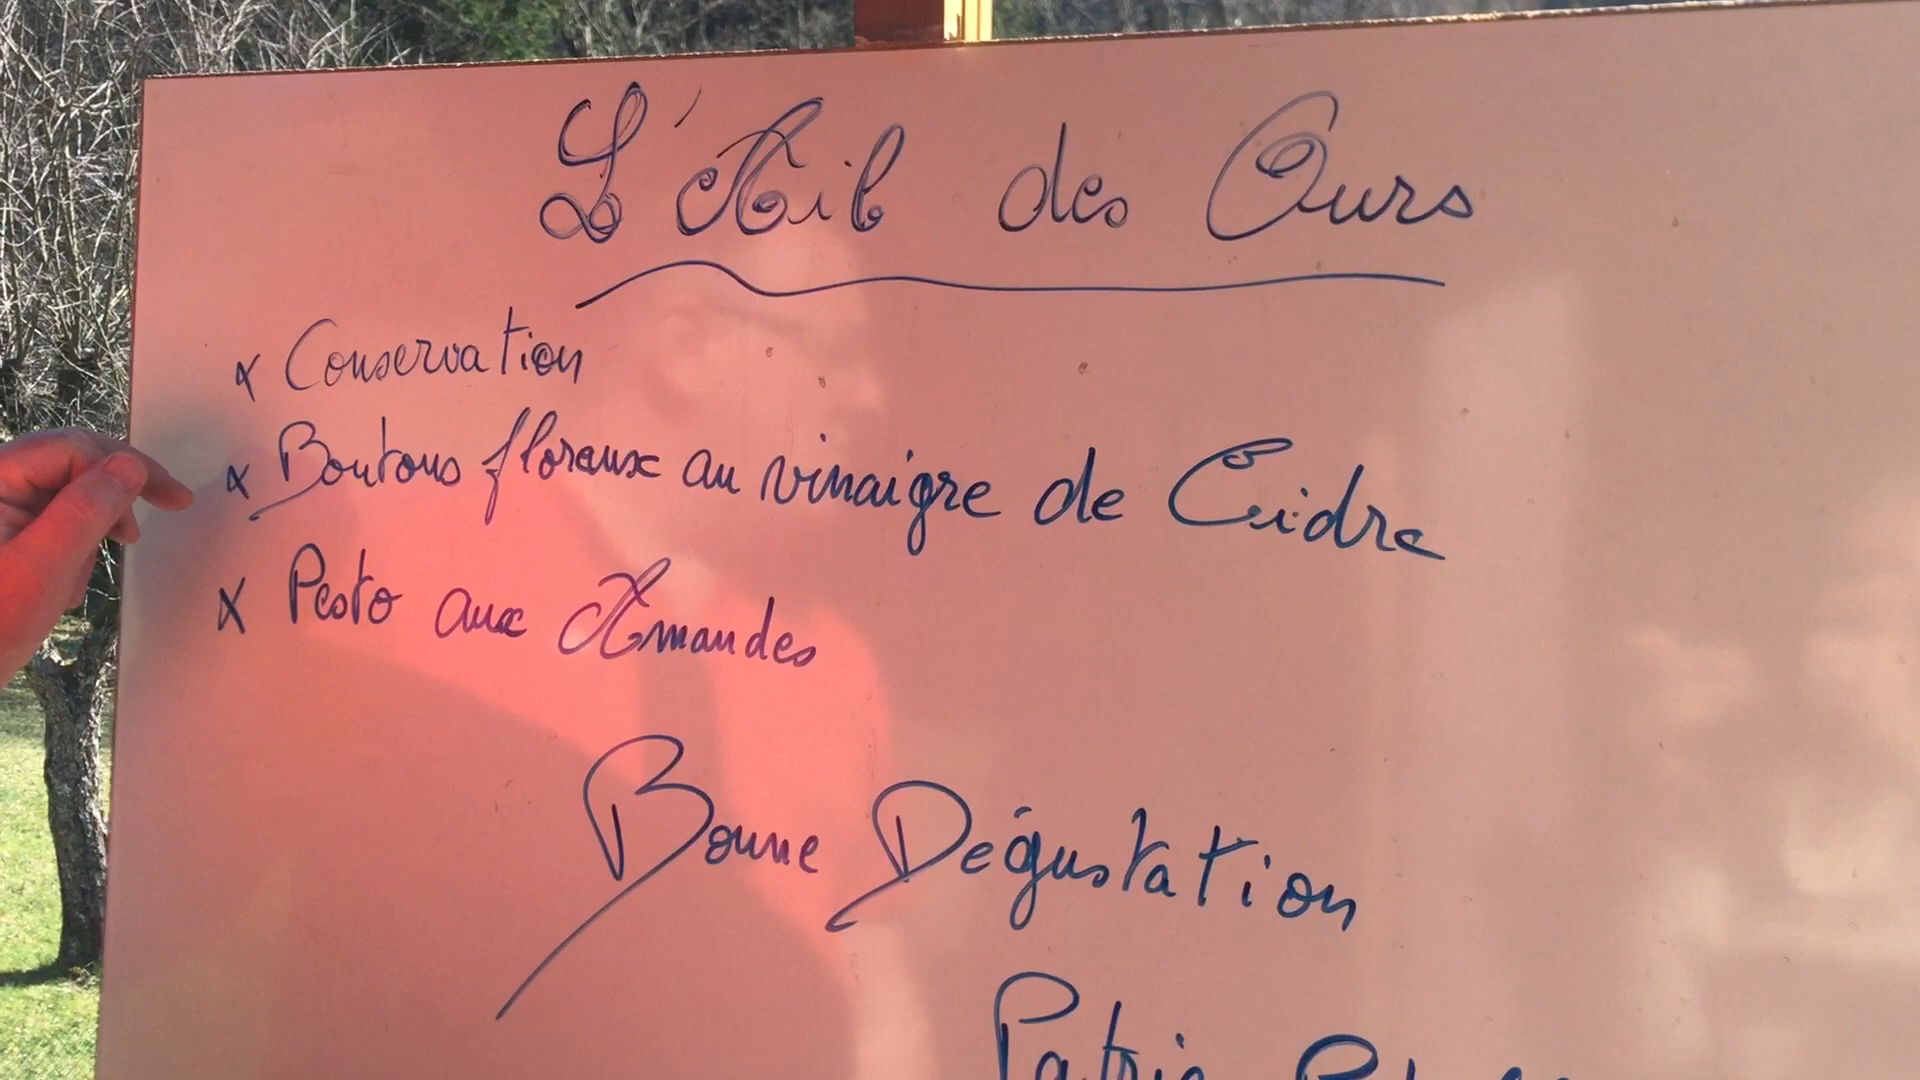 L'Ail des Ours
x Conservation
x Boutons floraux au vinaigre de Cidre
x Pesto aux Amandes
Bonne Dégustation